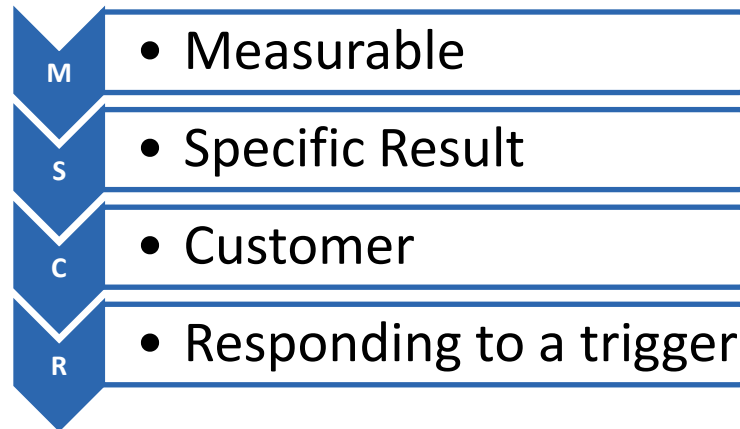 M
• Measurable
S
• Specific Result
C
• Customer
R
• Responding to a trigger